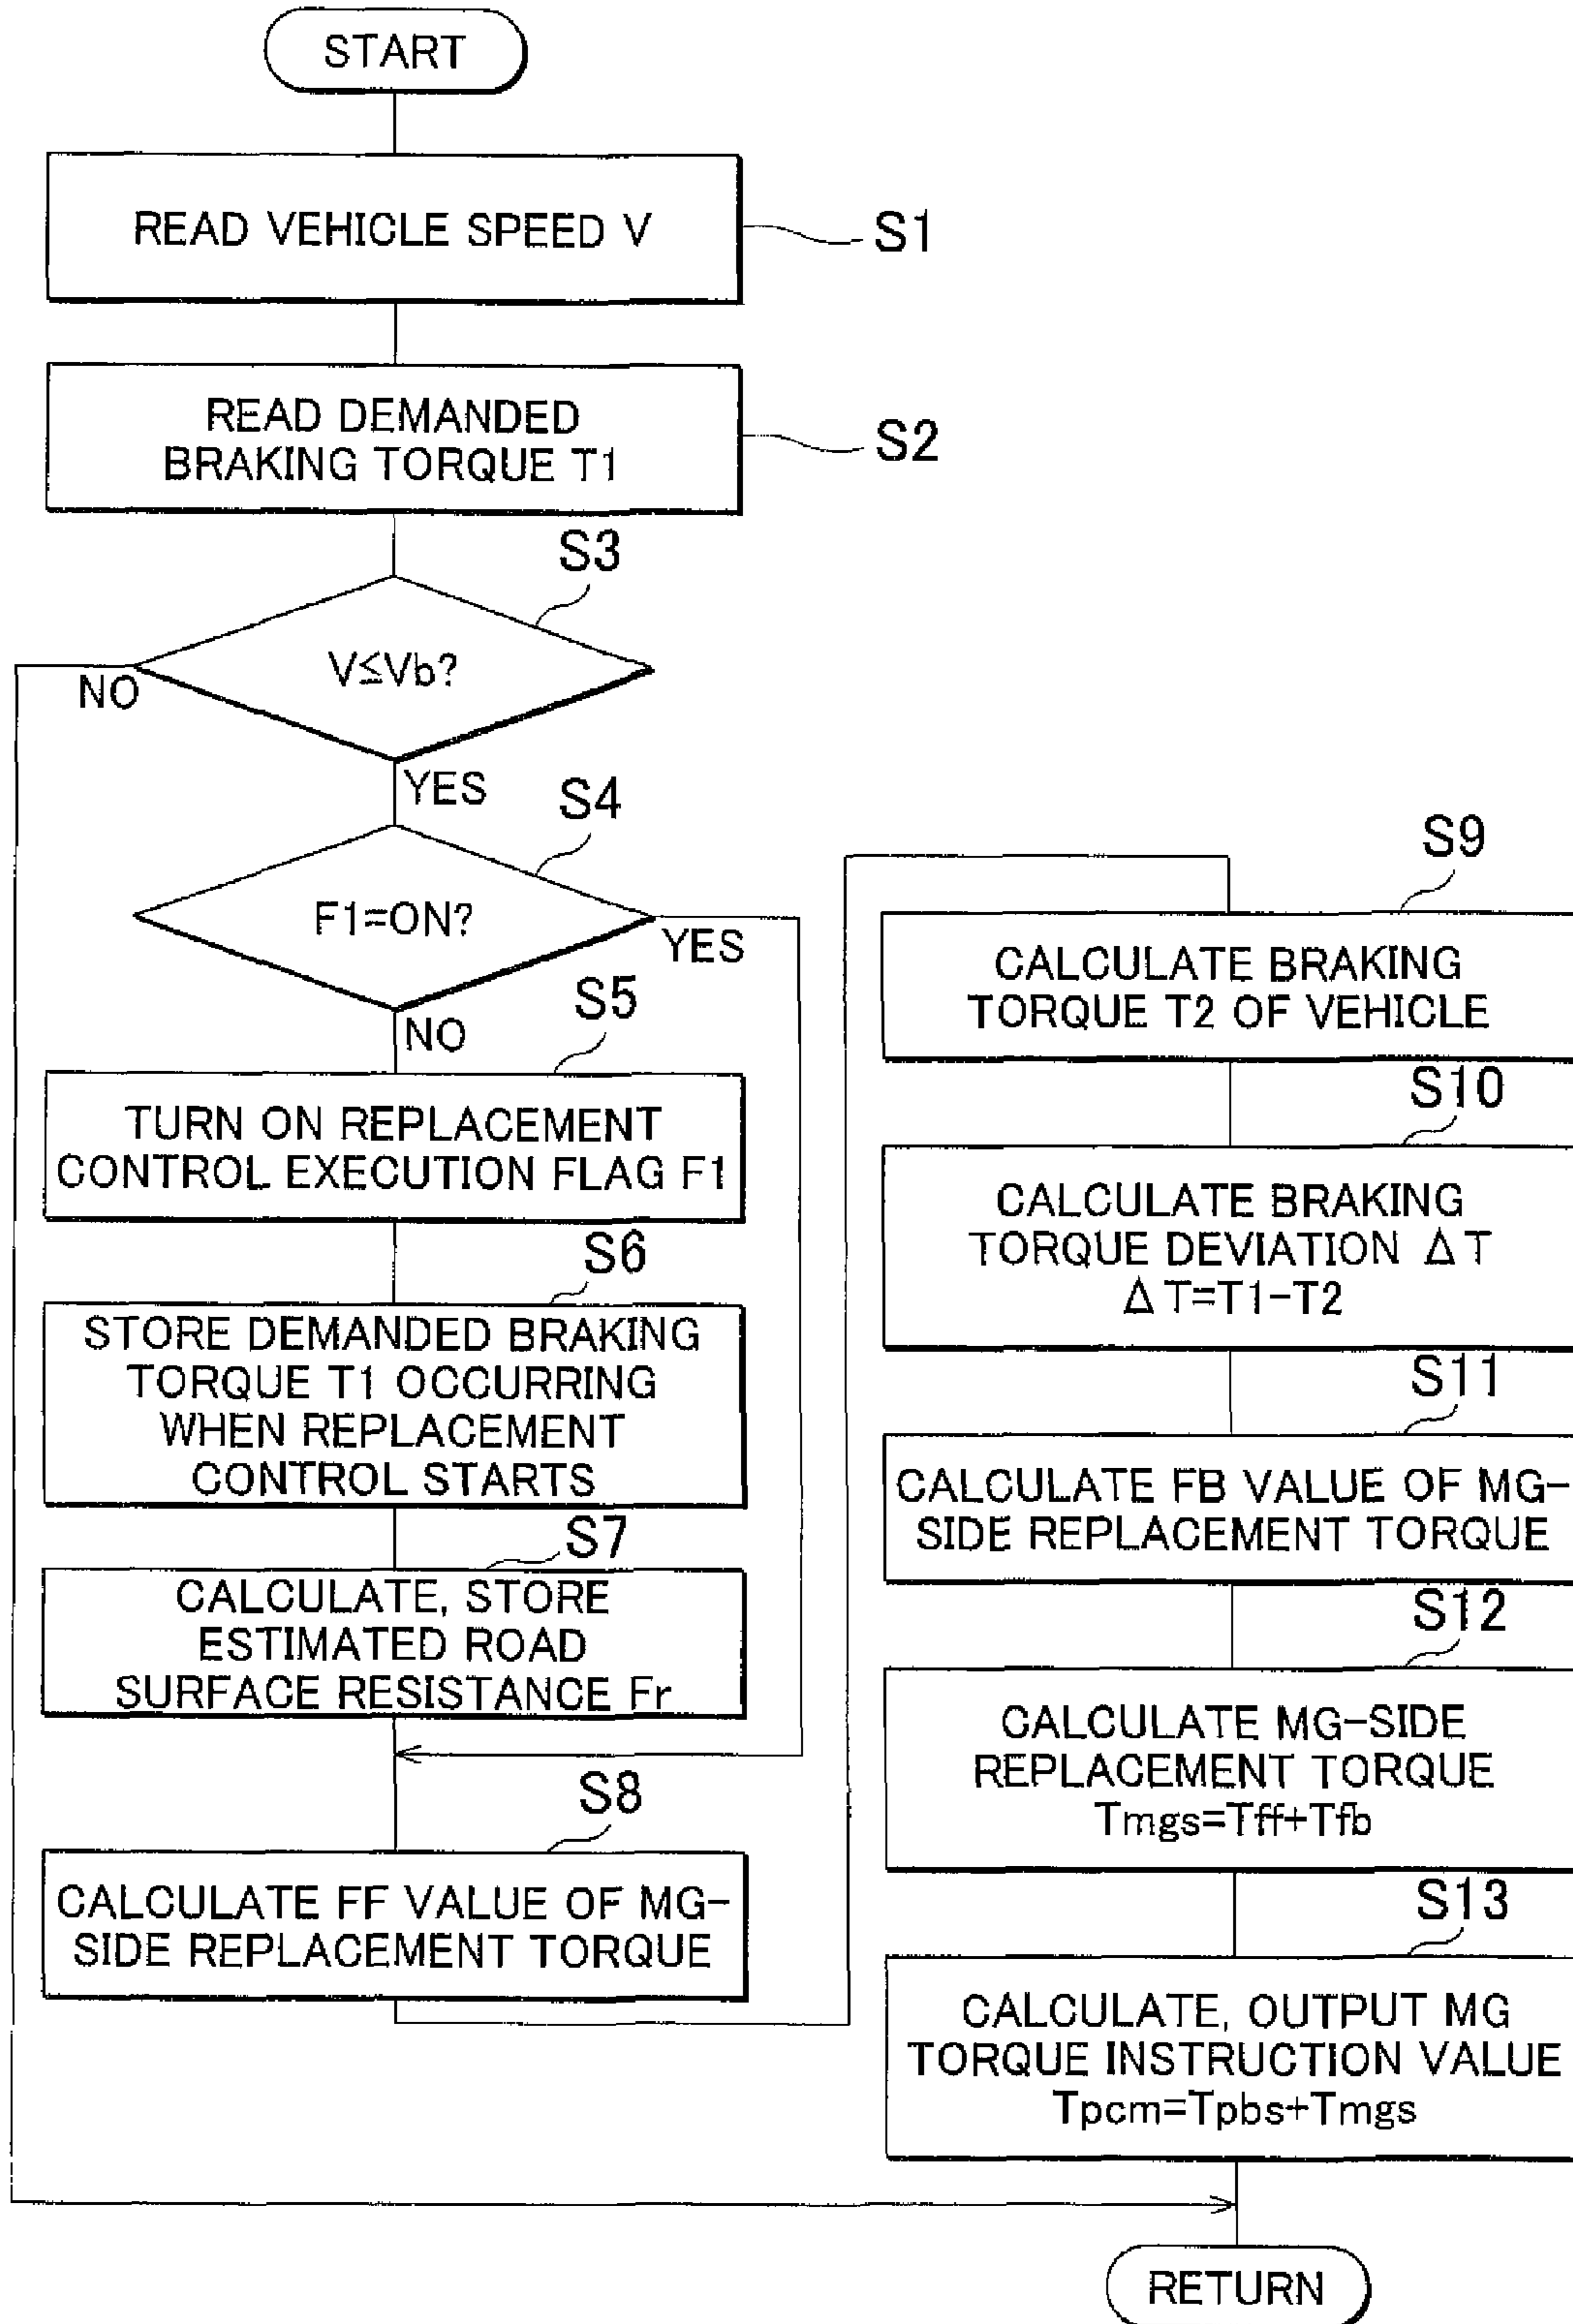 START
READ VEHICLE SPEED V
S1
READ DEMANDED
BRAKING TORQUE T1
S2
S3
V≤Vb?
NO
YES
S4
F1=ON?
YES
NO
S5
TURN ON REPLACEMENT
CONTROL EXECUTION FLAG F1
S6
STORE DEMANDED BRAKING
TORQUE T1 OCCURRING
WHEN REPLACEMENT
CONTROL STARTS
S7
CALCULATE, STORE
ESTIMATED ROAD
SURFACE RESISTANCE Fr
S8
CALCULATE FF VALUE OF MG-
SIDE REPLACEMENT TORQUE
S9
CALCULATE BRAKING
TORQUE T2 OF VEHICLE
S10
CALCULATE BRAKING
TORQUE DEVIATION ΔT
ΔT=T1-T2
S11
CALCULATE FB VALUE OF MG-
SIDE REPLACEMENT TORQUE
S12
CALCULATE MG-SIDE
REPLACEMENT TORQUE
Tmgs=Tff+Tfb
S13
CALCULATE, OUTPUT MG
TORQUE INSTRUCTION VALUE
Tpcm=Tpbs+Tmgs
RETURN